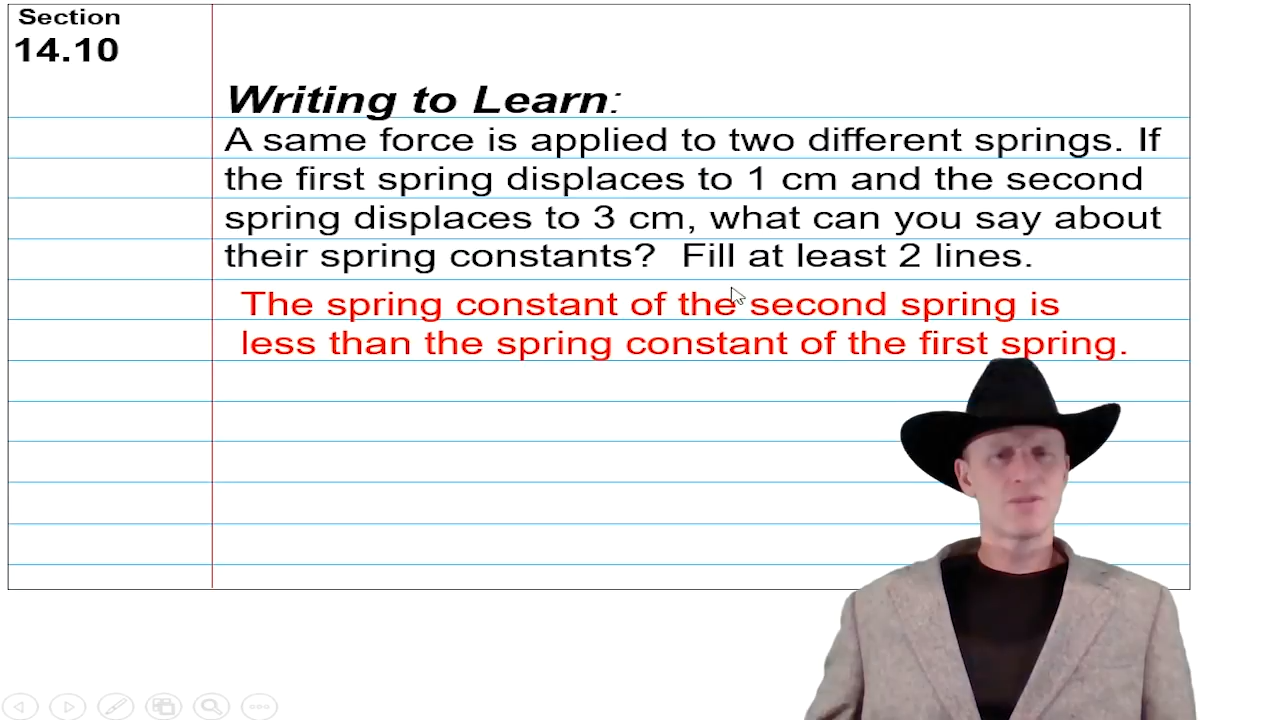 Section
14.10
Writing to Learn:
A same force is applied to two different springs. If
the first spring displaces to 1 cm and the second
spring displaces to 3 cm, what can you say about
their spring constants?  Fill at least 2 lines.
The spring constant of the second spring is
less than the spring constant of the first spring.